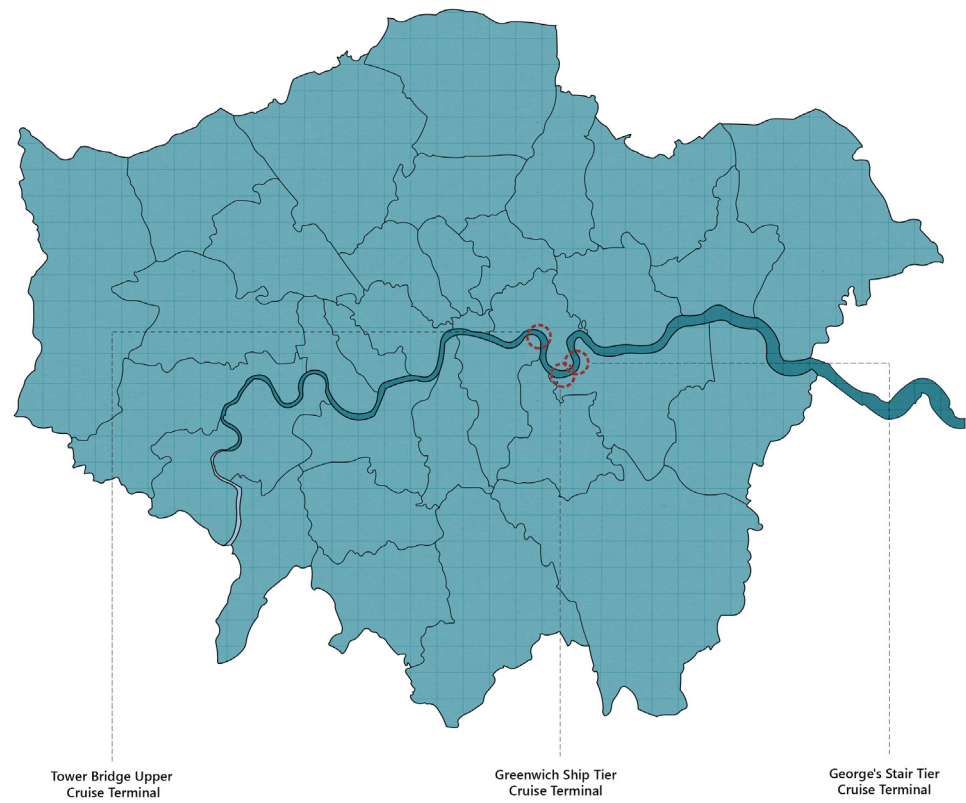 Tower Bridge Upper
Cruise Terminal
Greenwich Ship Tier
Cruise Terminal
George's Stair Tier
Cruise Terminal